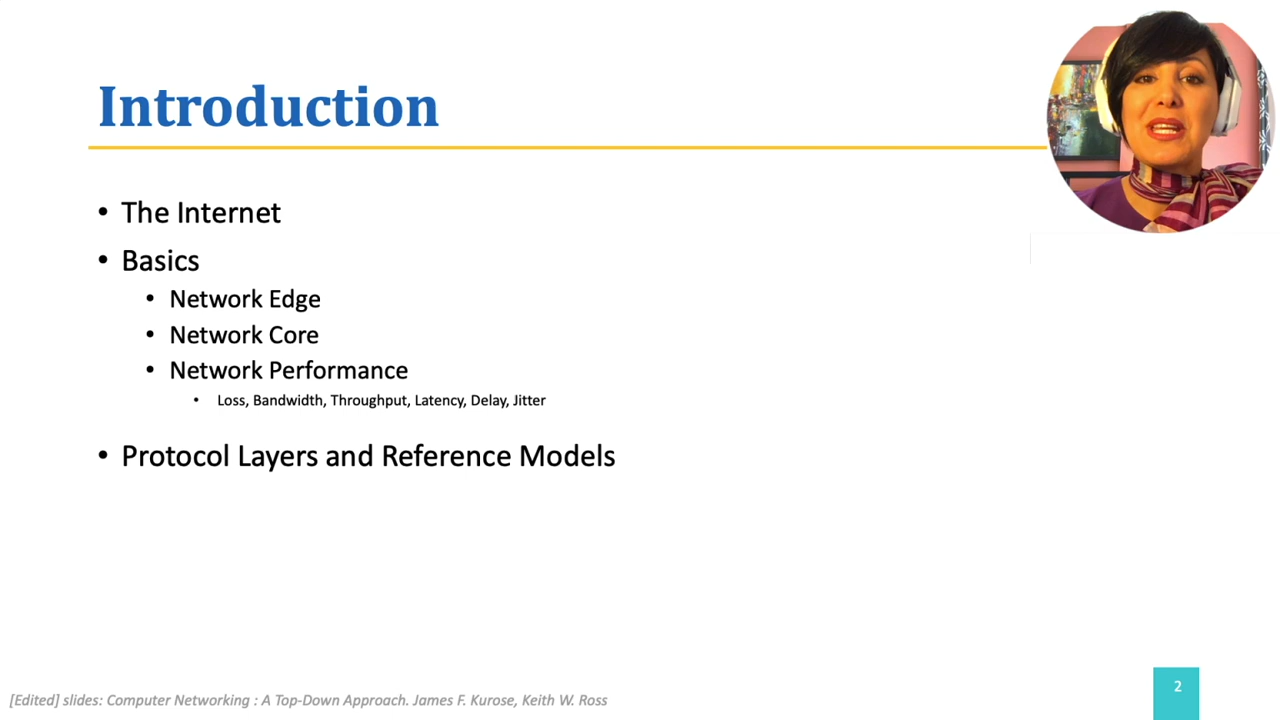 Introduction
• The Internet
• Basics
• Network Edge
• Network Core
• Network Performance
• Loss, Bandwidth, Throughput, Latency, Delay, Jitter
• Protocol Layers and Reference Models
[Edited] slides: Computer Networking : A Top-Down Approach. James F. Kurose, Keith W. Ross
2